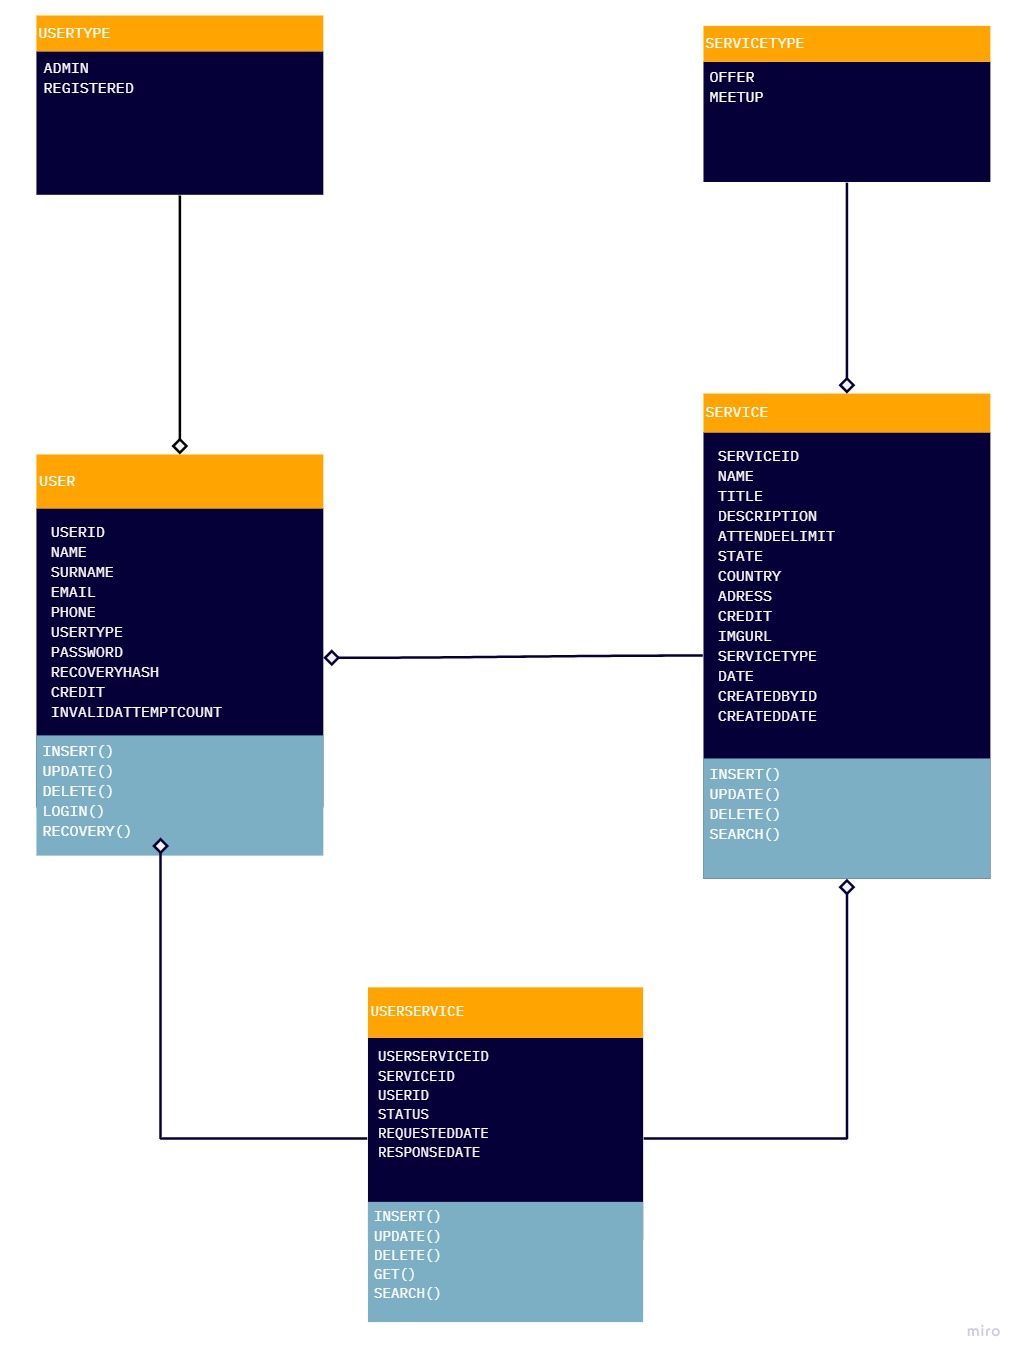 USERTYPE
ADMIN
REGISTERED
SERVICETYPE
OFFER
MEETUP
USER
USERID
NAME
SURNAME
EMAIL
PHONE
USERTYPE
PASSWORD
RECOVERYHASH
CREDIT
INVALIDATTEMPTCOUNT
INSERT()
UPDATE()
DELETE()
LOGIN()
RECOVERY()
SERVICE
SERVICEID
NAME
TITLE
DESCRIPTION
ATTENDEELIMIT
STATE
COUNTRY
ADRESS
CREDIT
IMGURL
SERVICETYPE
DATE
CREATEDBYID
CREATEDDATE
INSERT()
UPDATE()
DELETE()
SEARCH()
USERSERVICE
USERSERVICEID
SERVICEID
USERID
STATUS
REQUESTEDDATE
RESPONSEDATE
INSERT()
UPDATE()
DELETE()
GET()
SEARCH()
miro